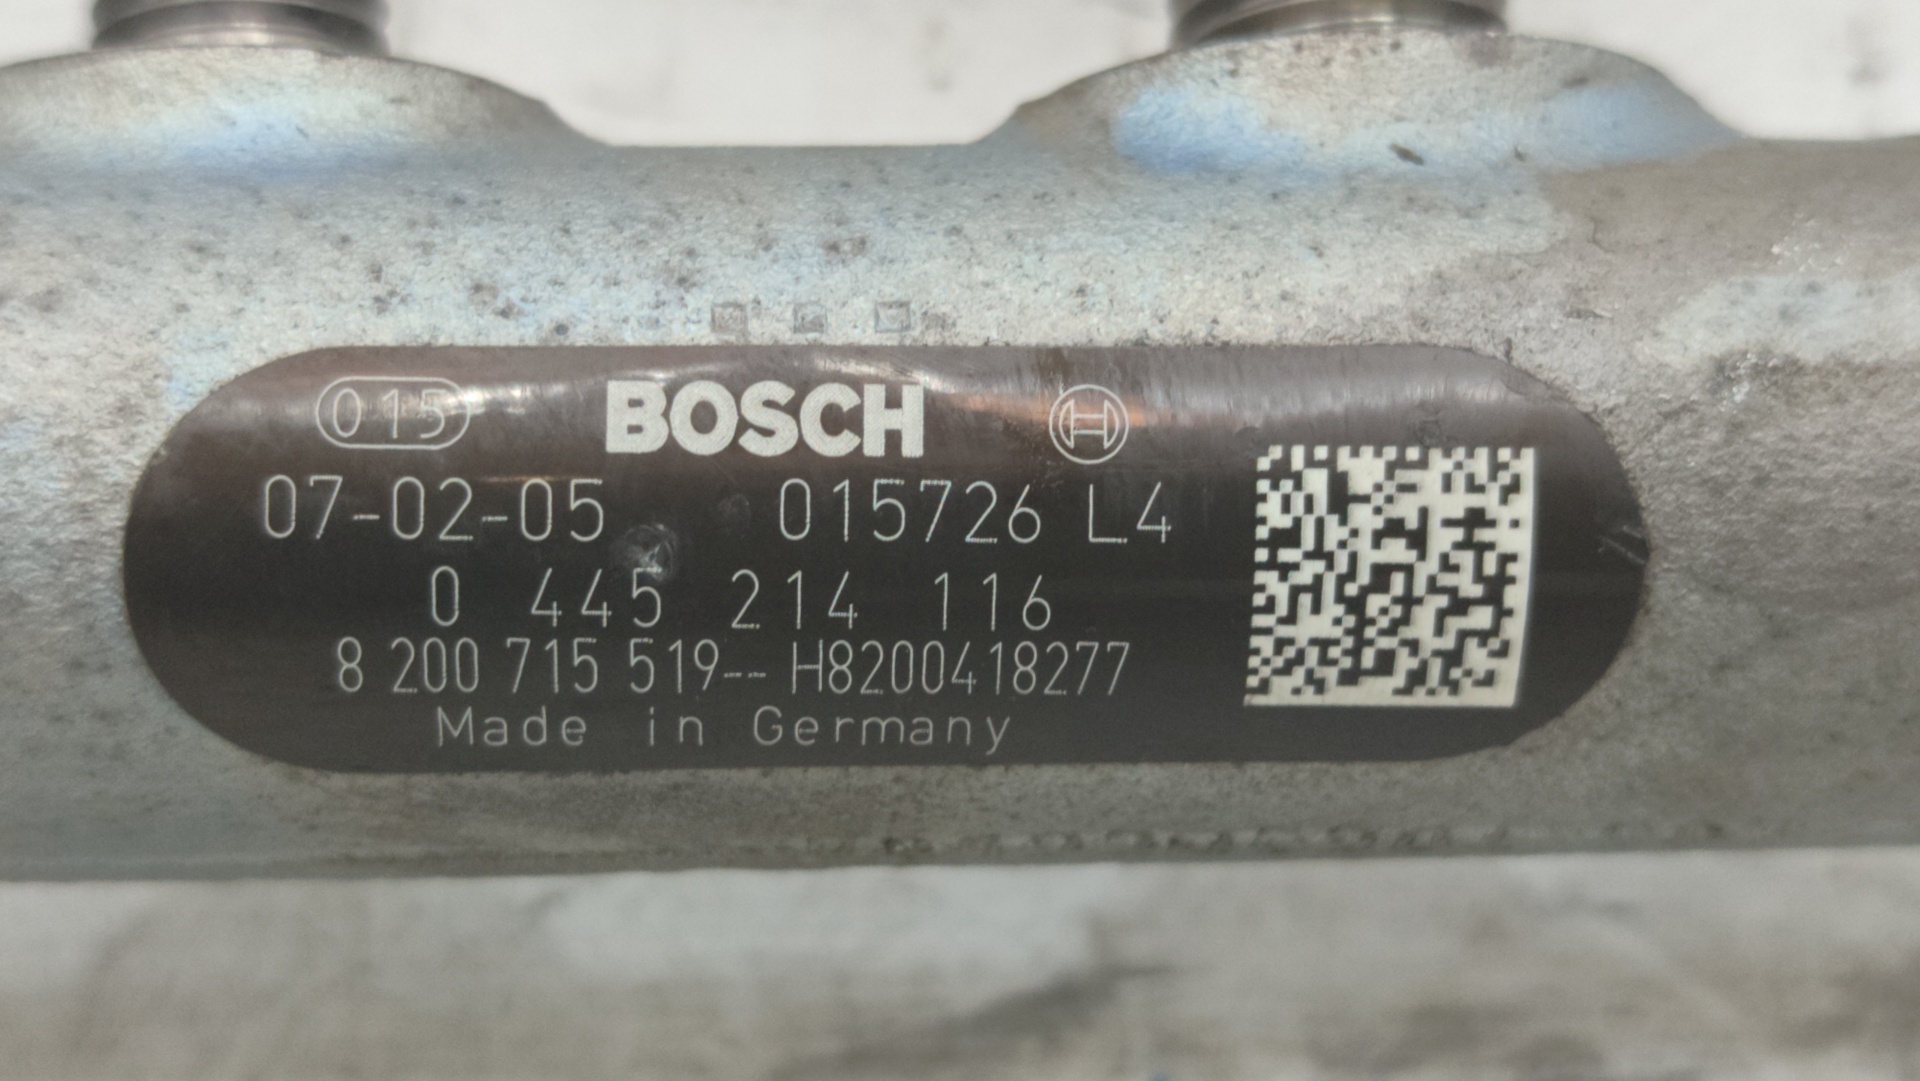 015 BOSCH
07-02-05 015726 L4
0 445 214 116
8 200 715 519-- H8200418277
Made in Germany